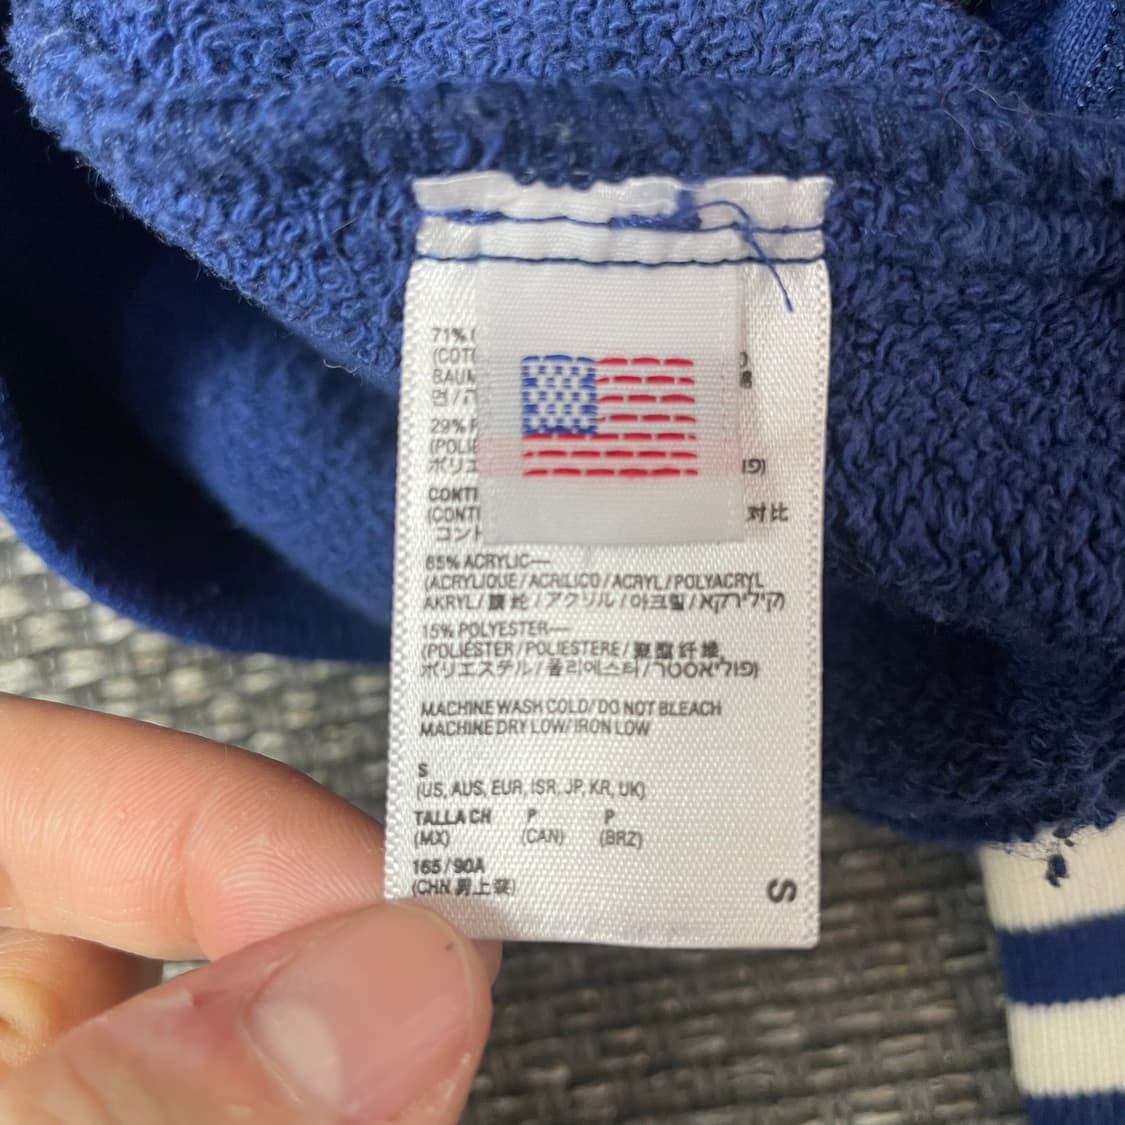 71%
(COT
BAUM
면/
29%
(POLIE
ポリエ
CONT
(CONT 对比
コント
85% ACRYLIC—
(ACRYLIQUE/ACRILICO/ACRYL/POLYACRYL
AKRYL/腈纶/アクリル/아크릴/אקריליק)
15% POLYESTER—
(POLIÉSTER/POLIESTERE/聚酯纤维
ポリエステル/폴리에스터/פוליאסטר)
MACHINE WASH COLD/DO NOT BLEACH
MACHINE DRY LOW/IRON LOW
S
(US, AUS, EUR, ISR, JP, KR, UK)
TALLA CH P P
(MX) (CAN) (BRZ)
165/90A
(CHN 男上装)
S